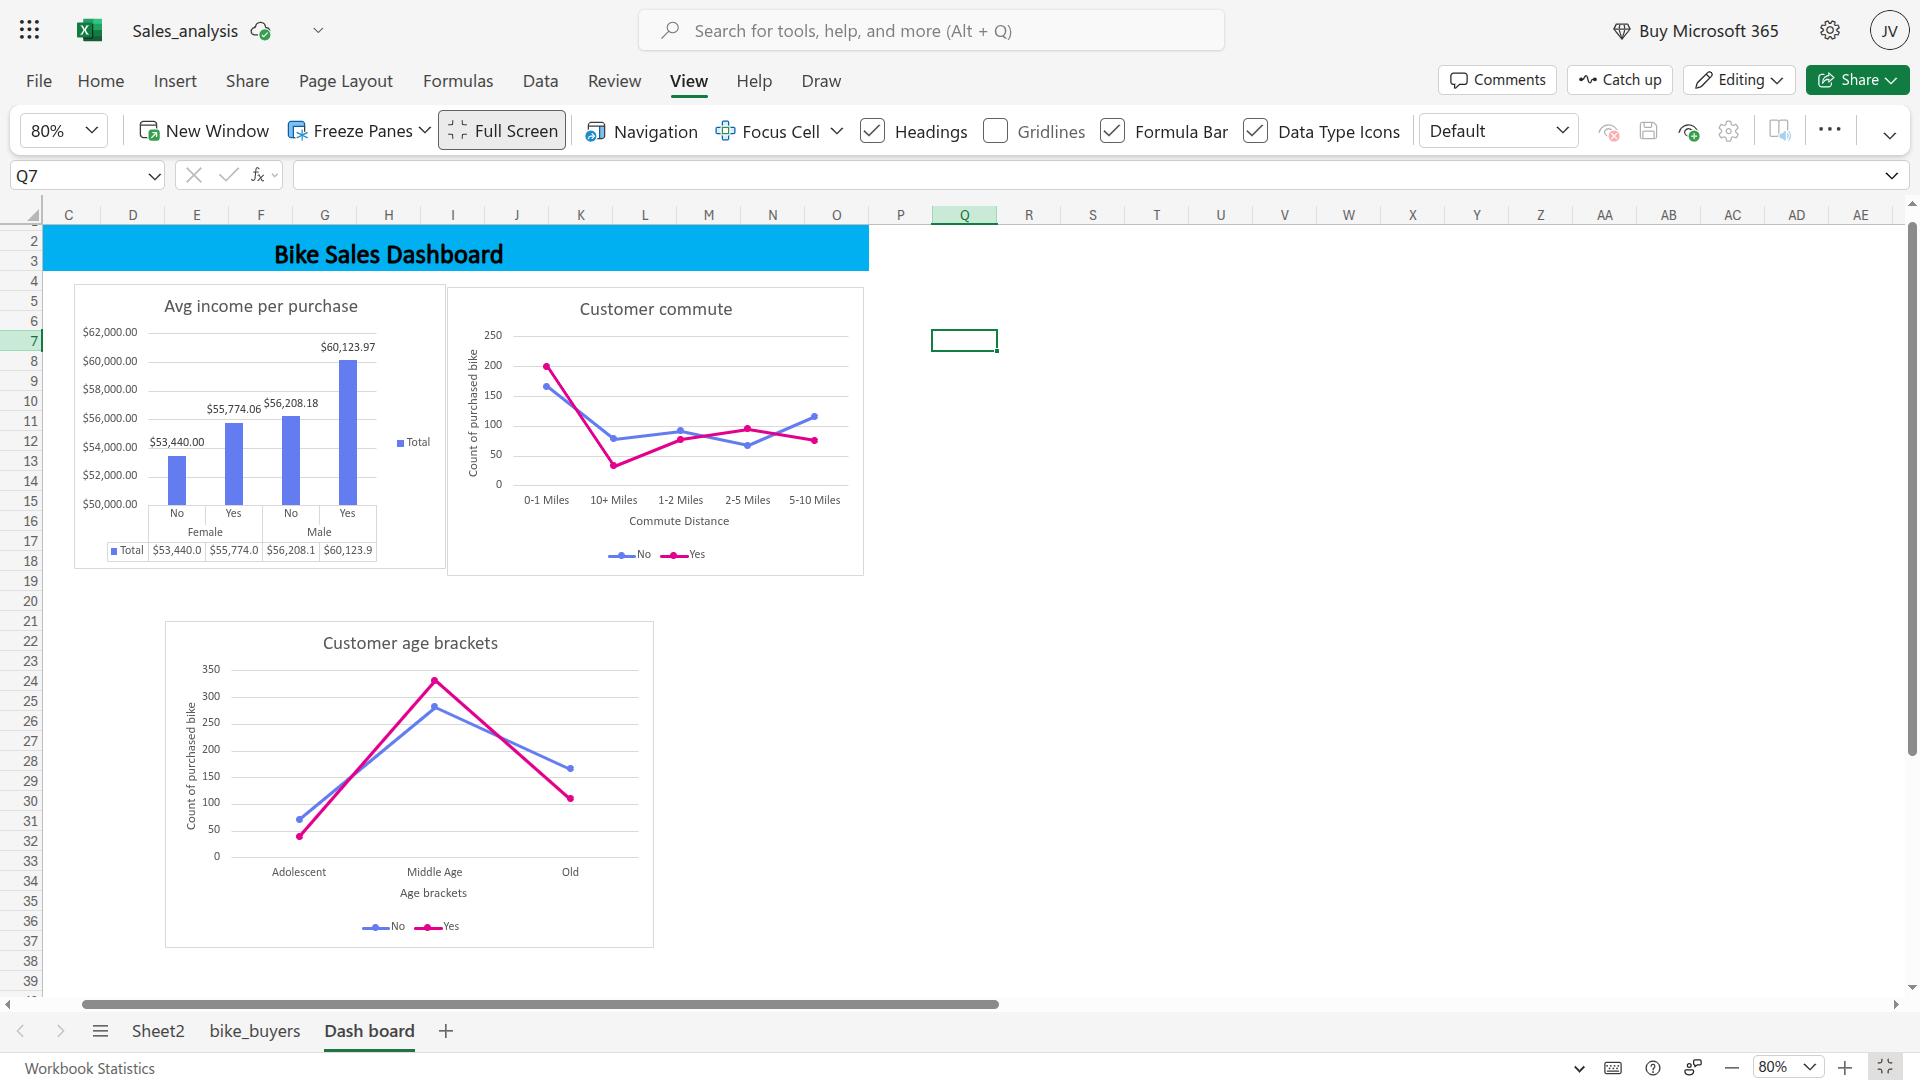 Sales_analysis
Search for tools, help, and more (Alt + Q)
Buy Microsoft 365
JV
File Home Insert Share Page Layout Formulas Data Review View Help Draw
Comments Catch up Editing Share
80% New Window Freeze Panes Full Screen Navigation Focus Cell Headings Gridlines Formula Bar Data Type Icons Default
Q7 fx
C D E F G H I J K L M N O P Q R S T U V W X Y Z AA AB AC AD AE
2
3
4
5
6
7
8
9
10
11
12
13
14
15
16
17
18
19
20
21
22
23
24
25
26
27
28
29
30
31
32
33
34
35
36
37
38
39
Bike Sales Dashboard
Avg income per purchase
$62,000.00
$60,000.00
$58,000.00
$56,000.00
$54,000.00
$52,000.00
$50,000.00
$53,440.00
$55,774.06
$56,208.18
$60,123.97
No Yes No Yes
Female Male
Total $53,440.0 $55,774.0 $56,208.1 $60,123.9
Total
Customer commute
Count of purchased bike
250
200
150
100
50
0
0-1 Miles 10+ Miles 1-2 Miles 2-5 Miles 5-10 Miles
Commute Distance
No Yes
Customer age brackets
Count of purchased bike
350
300
250
200
150
100
50
0
Adolescent Middle Age Old
Age brackets
No Yes
Sheet2 bike_buyers Dash board
Workbook Statistics
80%